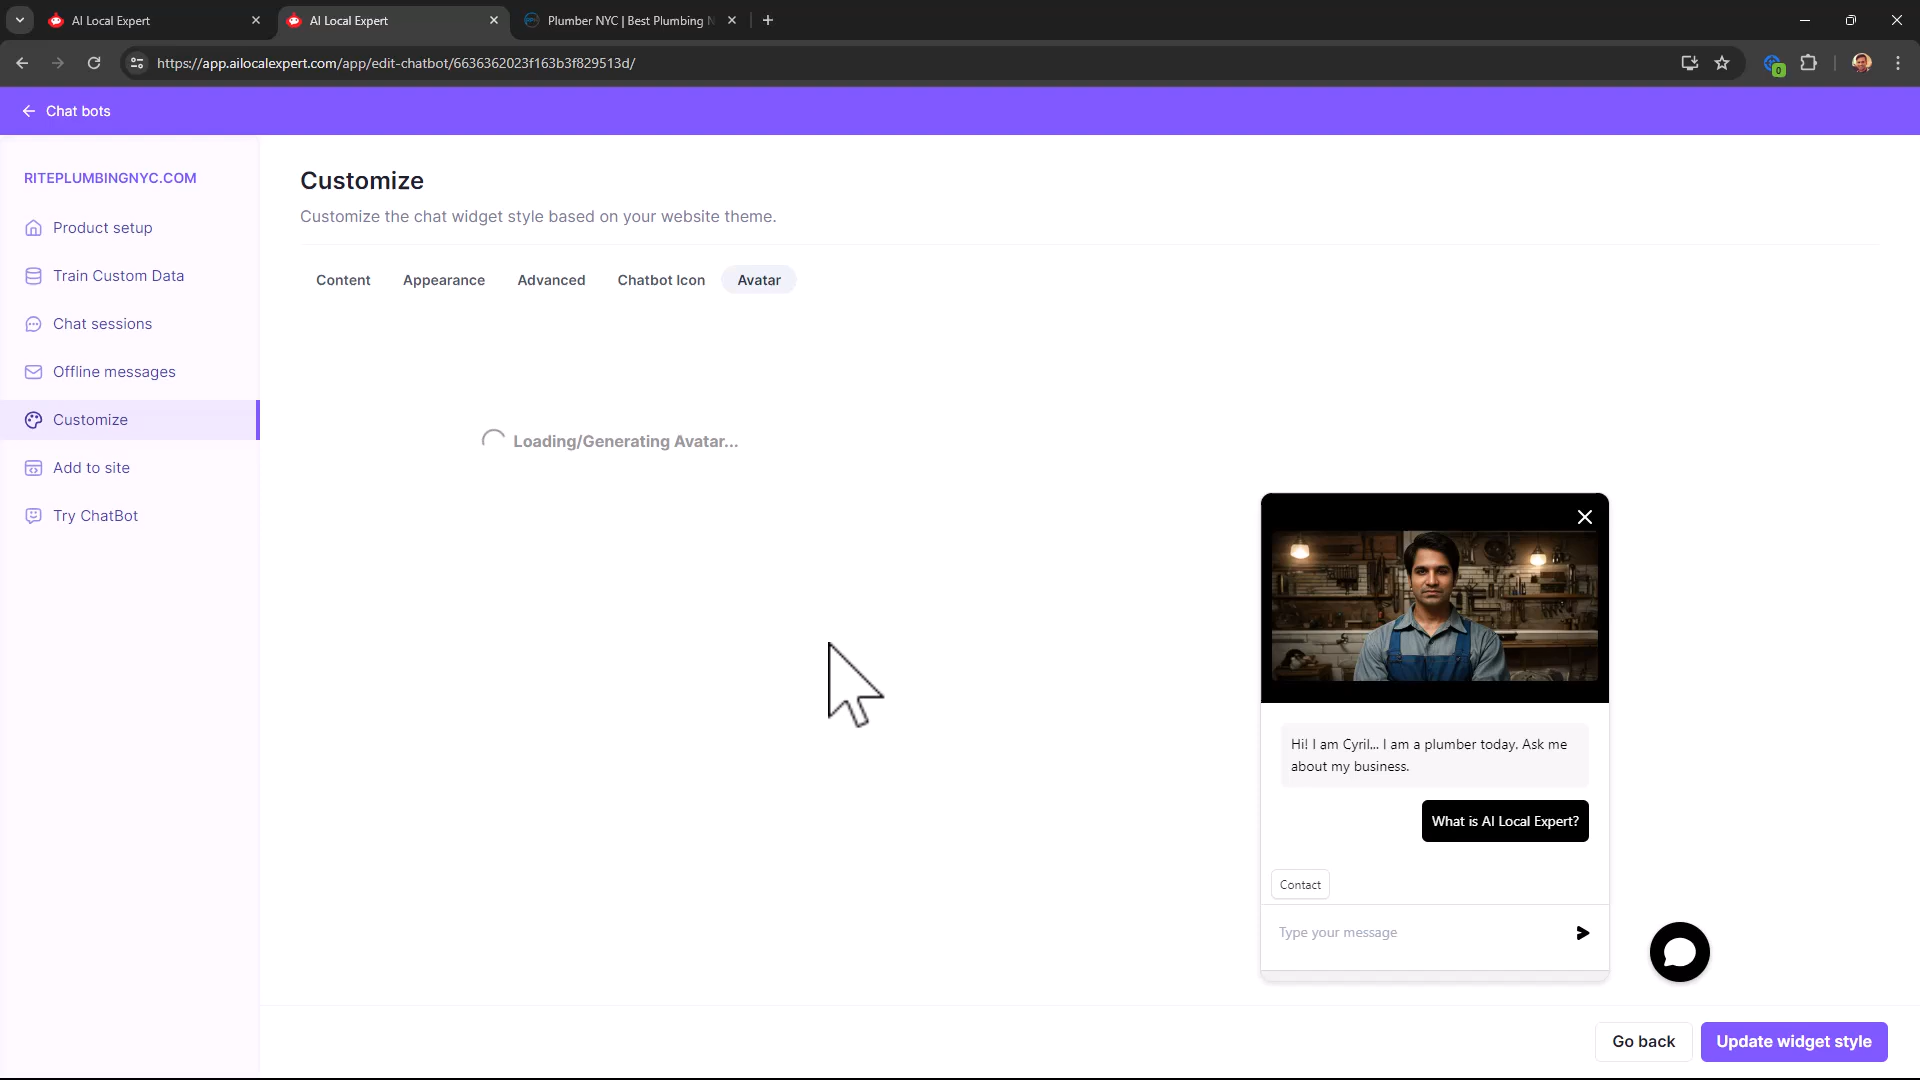 AI Local Expert
AI Local Expert
Plumber NYC | Best Plumbing N
https://app.ailocalexpert.com/app/edit-chatbot/6636362023f163b3f829513d/
0
Chat bots
RITEPLUMBINGNYC.COM
Product setup
Train Custom Data
Chat sessions
Offline messages
Customize
Add to site
Try ChatBot
Customize
Customize the chat widget style based on your website theme.
Content
Appearance
Advanced
Chatbot Icon
Avatar
Loading/Generating Avatar...
Hi! I am Cyril... I am a plumber today. Ask me
about my business.
What is AI Local Expert?
Contact
Type your message
Go back
Update widget style